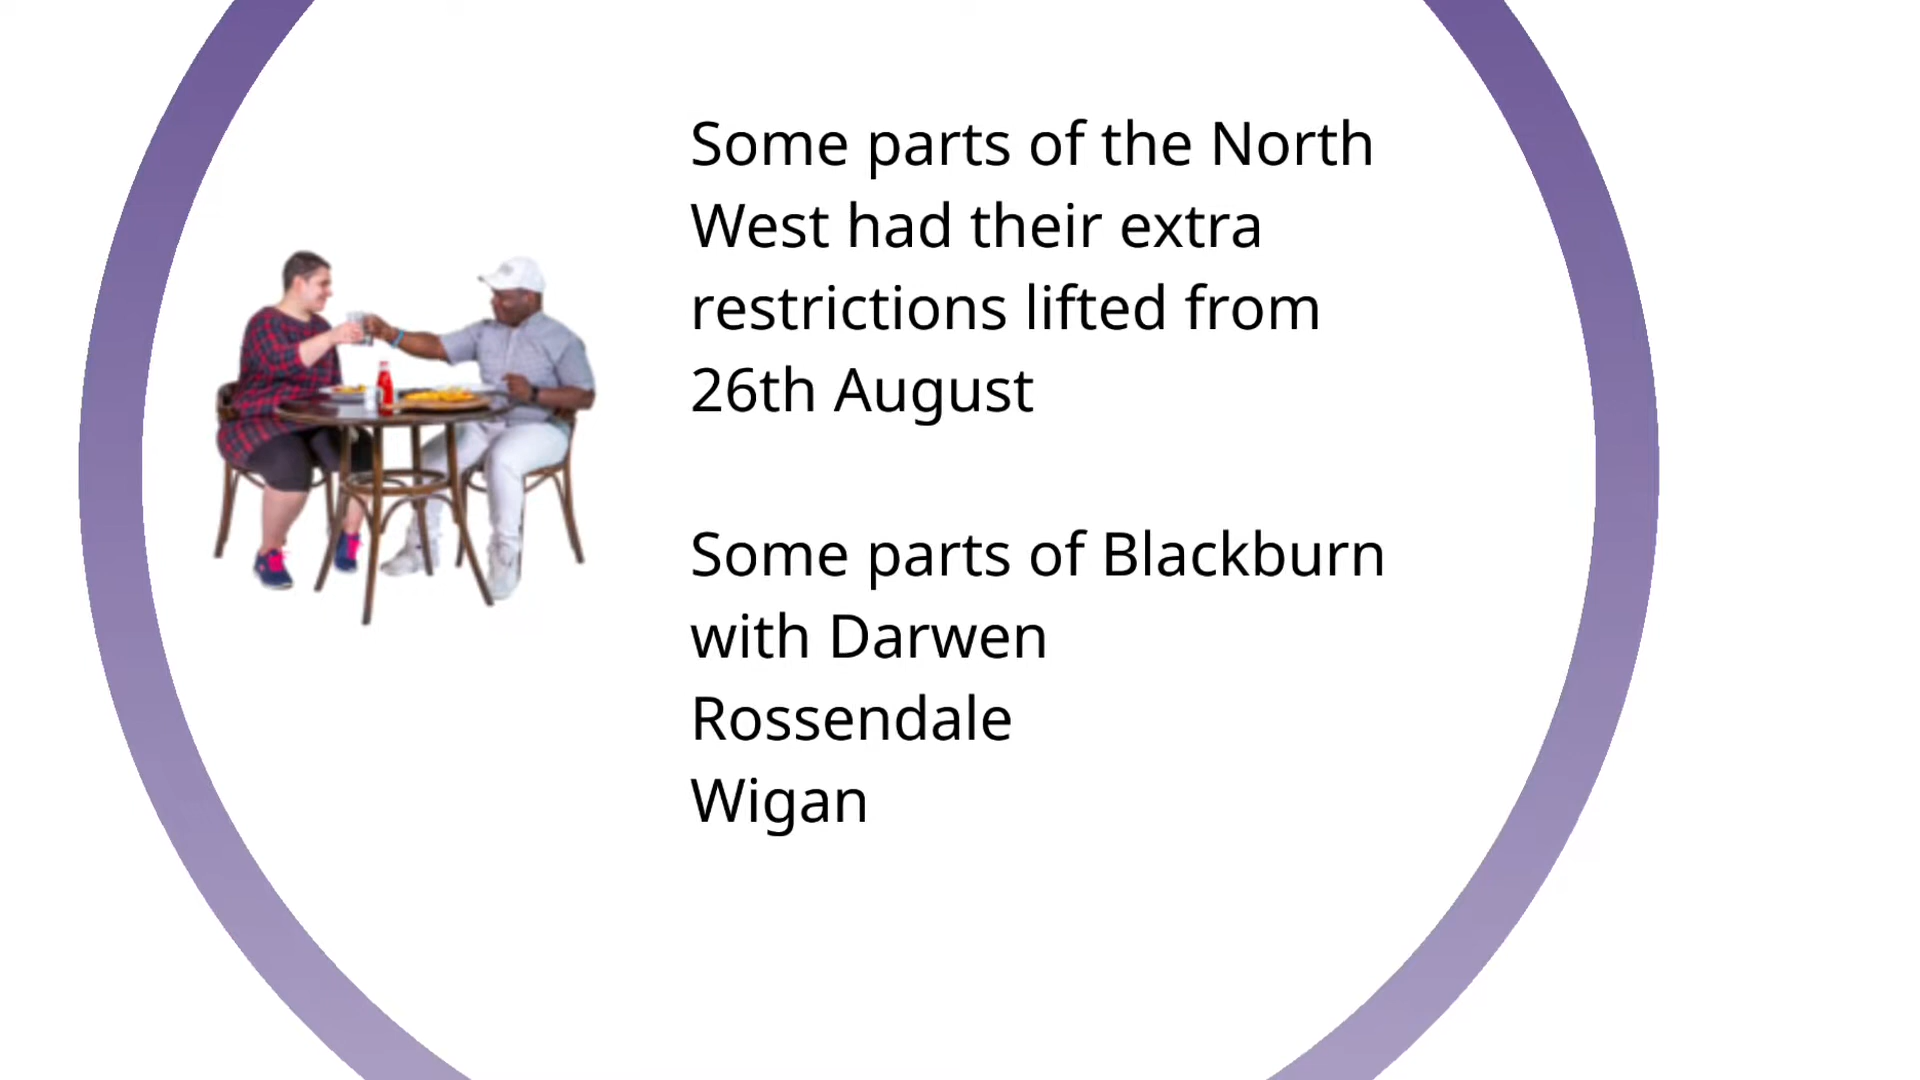 Some parts of the North
West had their extra
restrictions lifted from
26th August
Some parts of Blackburn
with Darwen
Rossendale
Wigan